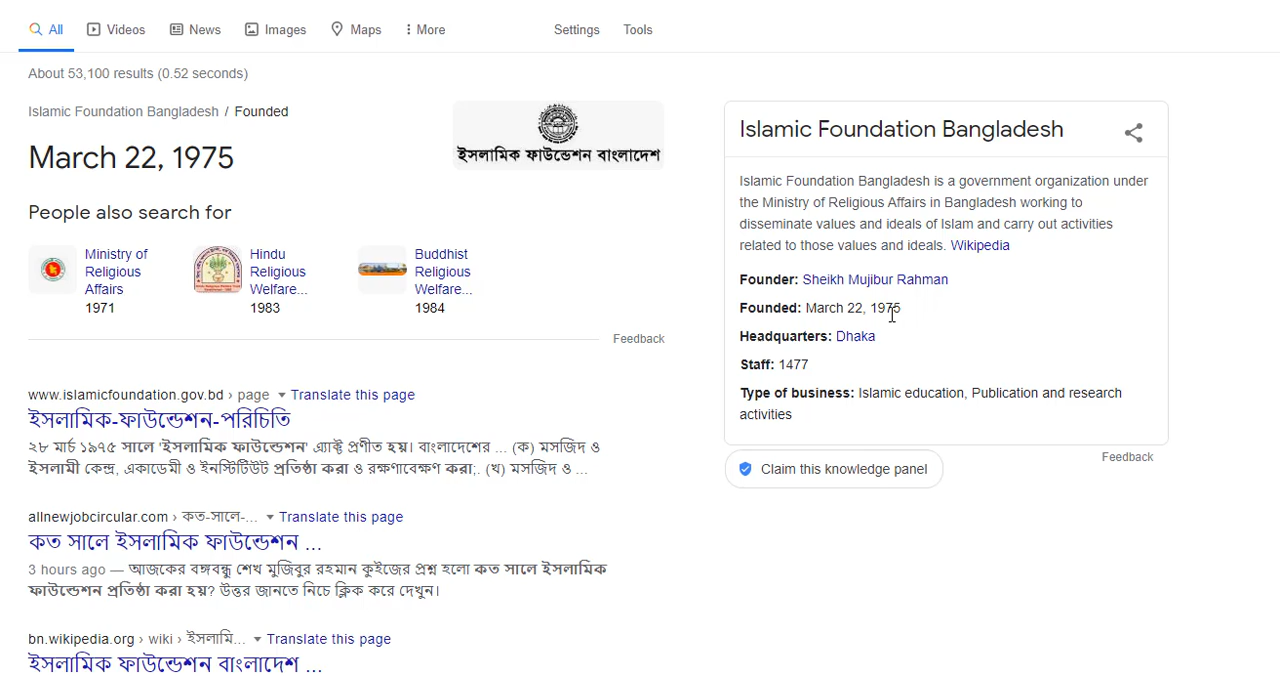 All Videos News Images Maps More Settings Tools
About 53,100 results (0.52 seconds)
Islamic Foundation Bangladesh / Founded
March 22, 1975
ইসলামিক ফাউন্ডেশন বাংলাদেশ
People also search for
Ministry of
Religious
Affairs
1971
Hindu
Religious
Welfare...
1983
Buddhist
Religious
Welfare...
1984
Feedback
www.islamicfoundation.gov.bd › page Translate this page
ইসলামিক-ফাউন্ডেশন-পরিচিতি
২৮ মার্চ ১৯৭৫ সালে 'ইসলামিক ফাউন্ডেশন' এ্যাক্ট প্রণীত হয়। বাংলাদেশের ... (ক) মসজিদ ও
ইসলামী কেন্দ্র, একাডেমী ও ইনস্টিটিউট প্রতিষ্ঠা করা ও রক্ষণাবেক্ষণ করা;. (খ) মসজিদ ও ...
allnewjobcircular.com › কত-সালে-... Translate this page
কত সালে ইসলামিক ফাউন্ডেশন ...
3 hours ago — আজকের বঙ্গবন্ধু শেখ মুজিবুর রহমান কুইজের প্রশ্ন হলো কত সালে ইসলামিক
ফাউন্ডেশন প্রতিষ্ঠা করা হয়? উত্তর জানতে নিচে ক্লিক করে দেখুন।
bn.wikipedia.org › wiki › ইসলামি... Translate this page
ইসলামিক ফাউন্ডেশন বাংলাদেশ ...
Islamic Foundation Bangladesh
Islamic Foundation Bangladesh is a government organization under
the Ministry of Religious Affairs in Bangladesh working to
disseminate values and ideals of Islam and carry out activities
related to those values and ideals. Wikipedia
Founder: Sheikh Mujibur Rahman
Founded: March 22, 1975
Headquarters: Dhaka
Staff: 1477
Type of business: Islamic education, Publication and research
activities
Feedback
Claim this knowledge panel